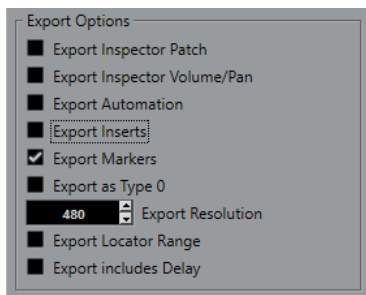 Export Options
Export Inspector Patch
Export Inspector Volume/Pan
Export Automation
Export Inserts
Export Markers
Export as Type 0
480 Export Resolution
Export Locator Range
Export includes Delay